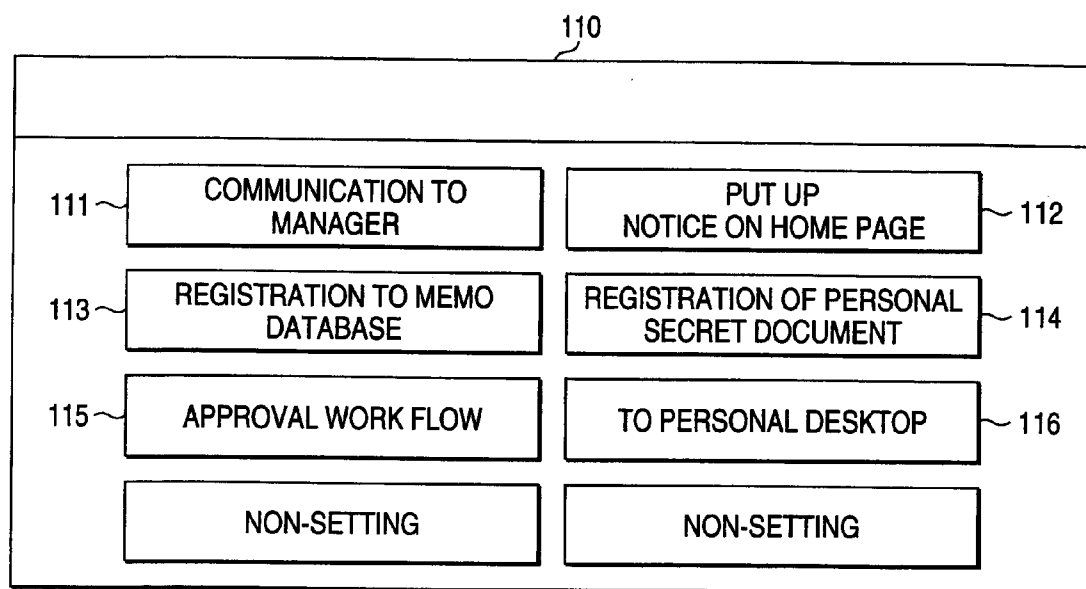 110
111
COMMUNICATION TO
MANAGER
PUT UP
NOTICE ON HOME PAGE
112
113
REGISTRATION TO MEMO
DATABASE
REGISTRATION OF PERSONAL
SECRET DOCUMENT
114
115
APPROVAL WORK FLOW
TO PERSONAL DESKTOP
116
NON-SETTING
NON-SETTING